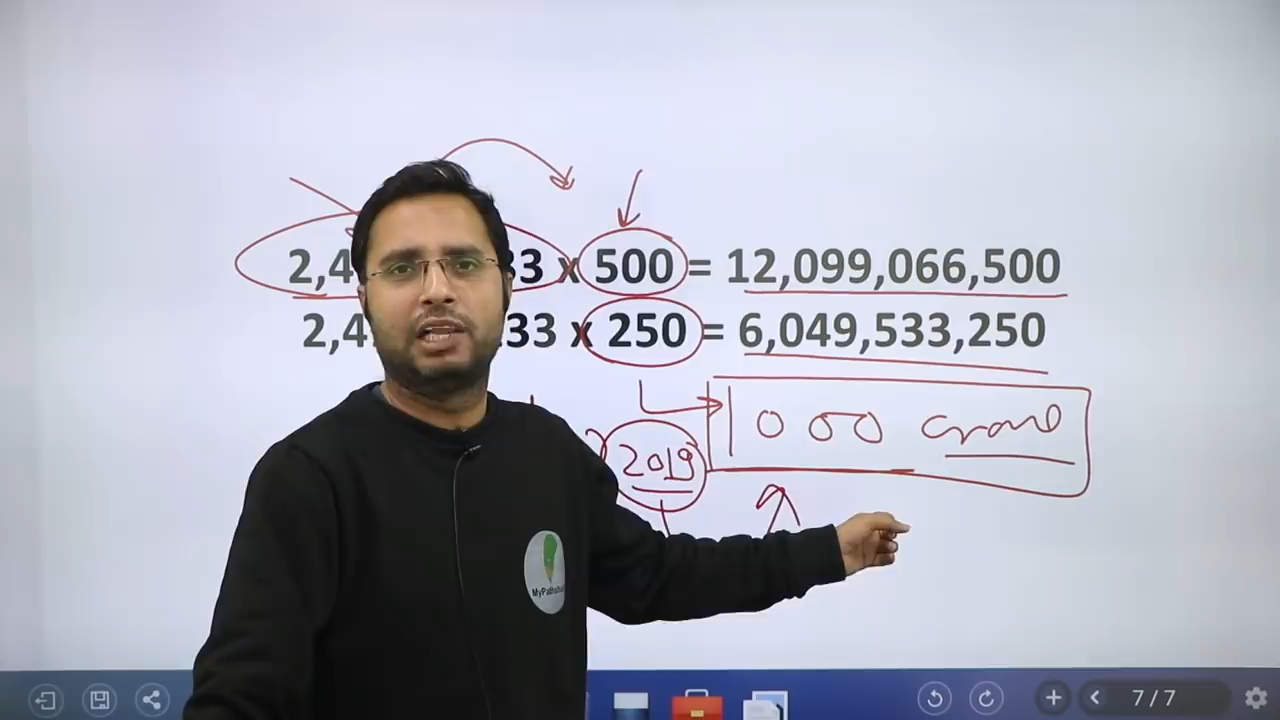 2,4 33 x 500 = 12,099,066,500
2,4 33 x 250 = 6,049,533,250
1000 crore
2019
MyPathshala
7 / 7